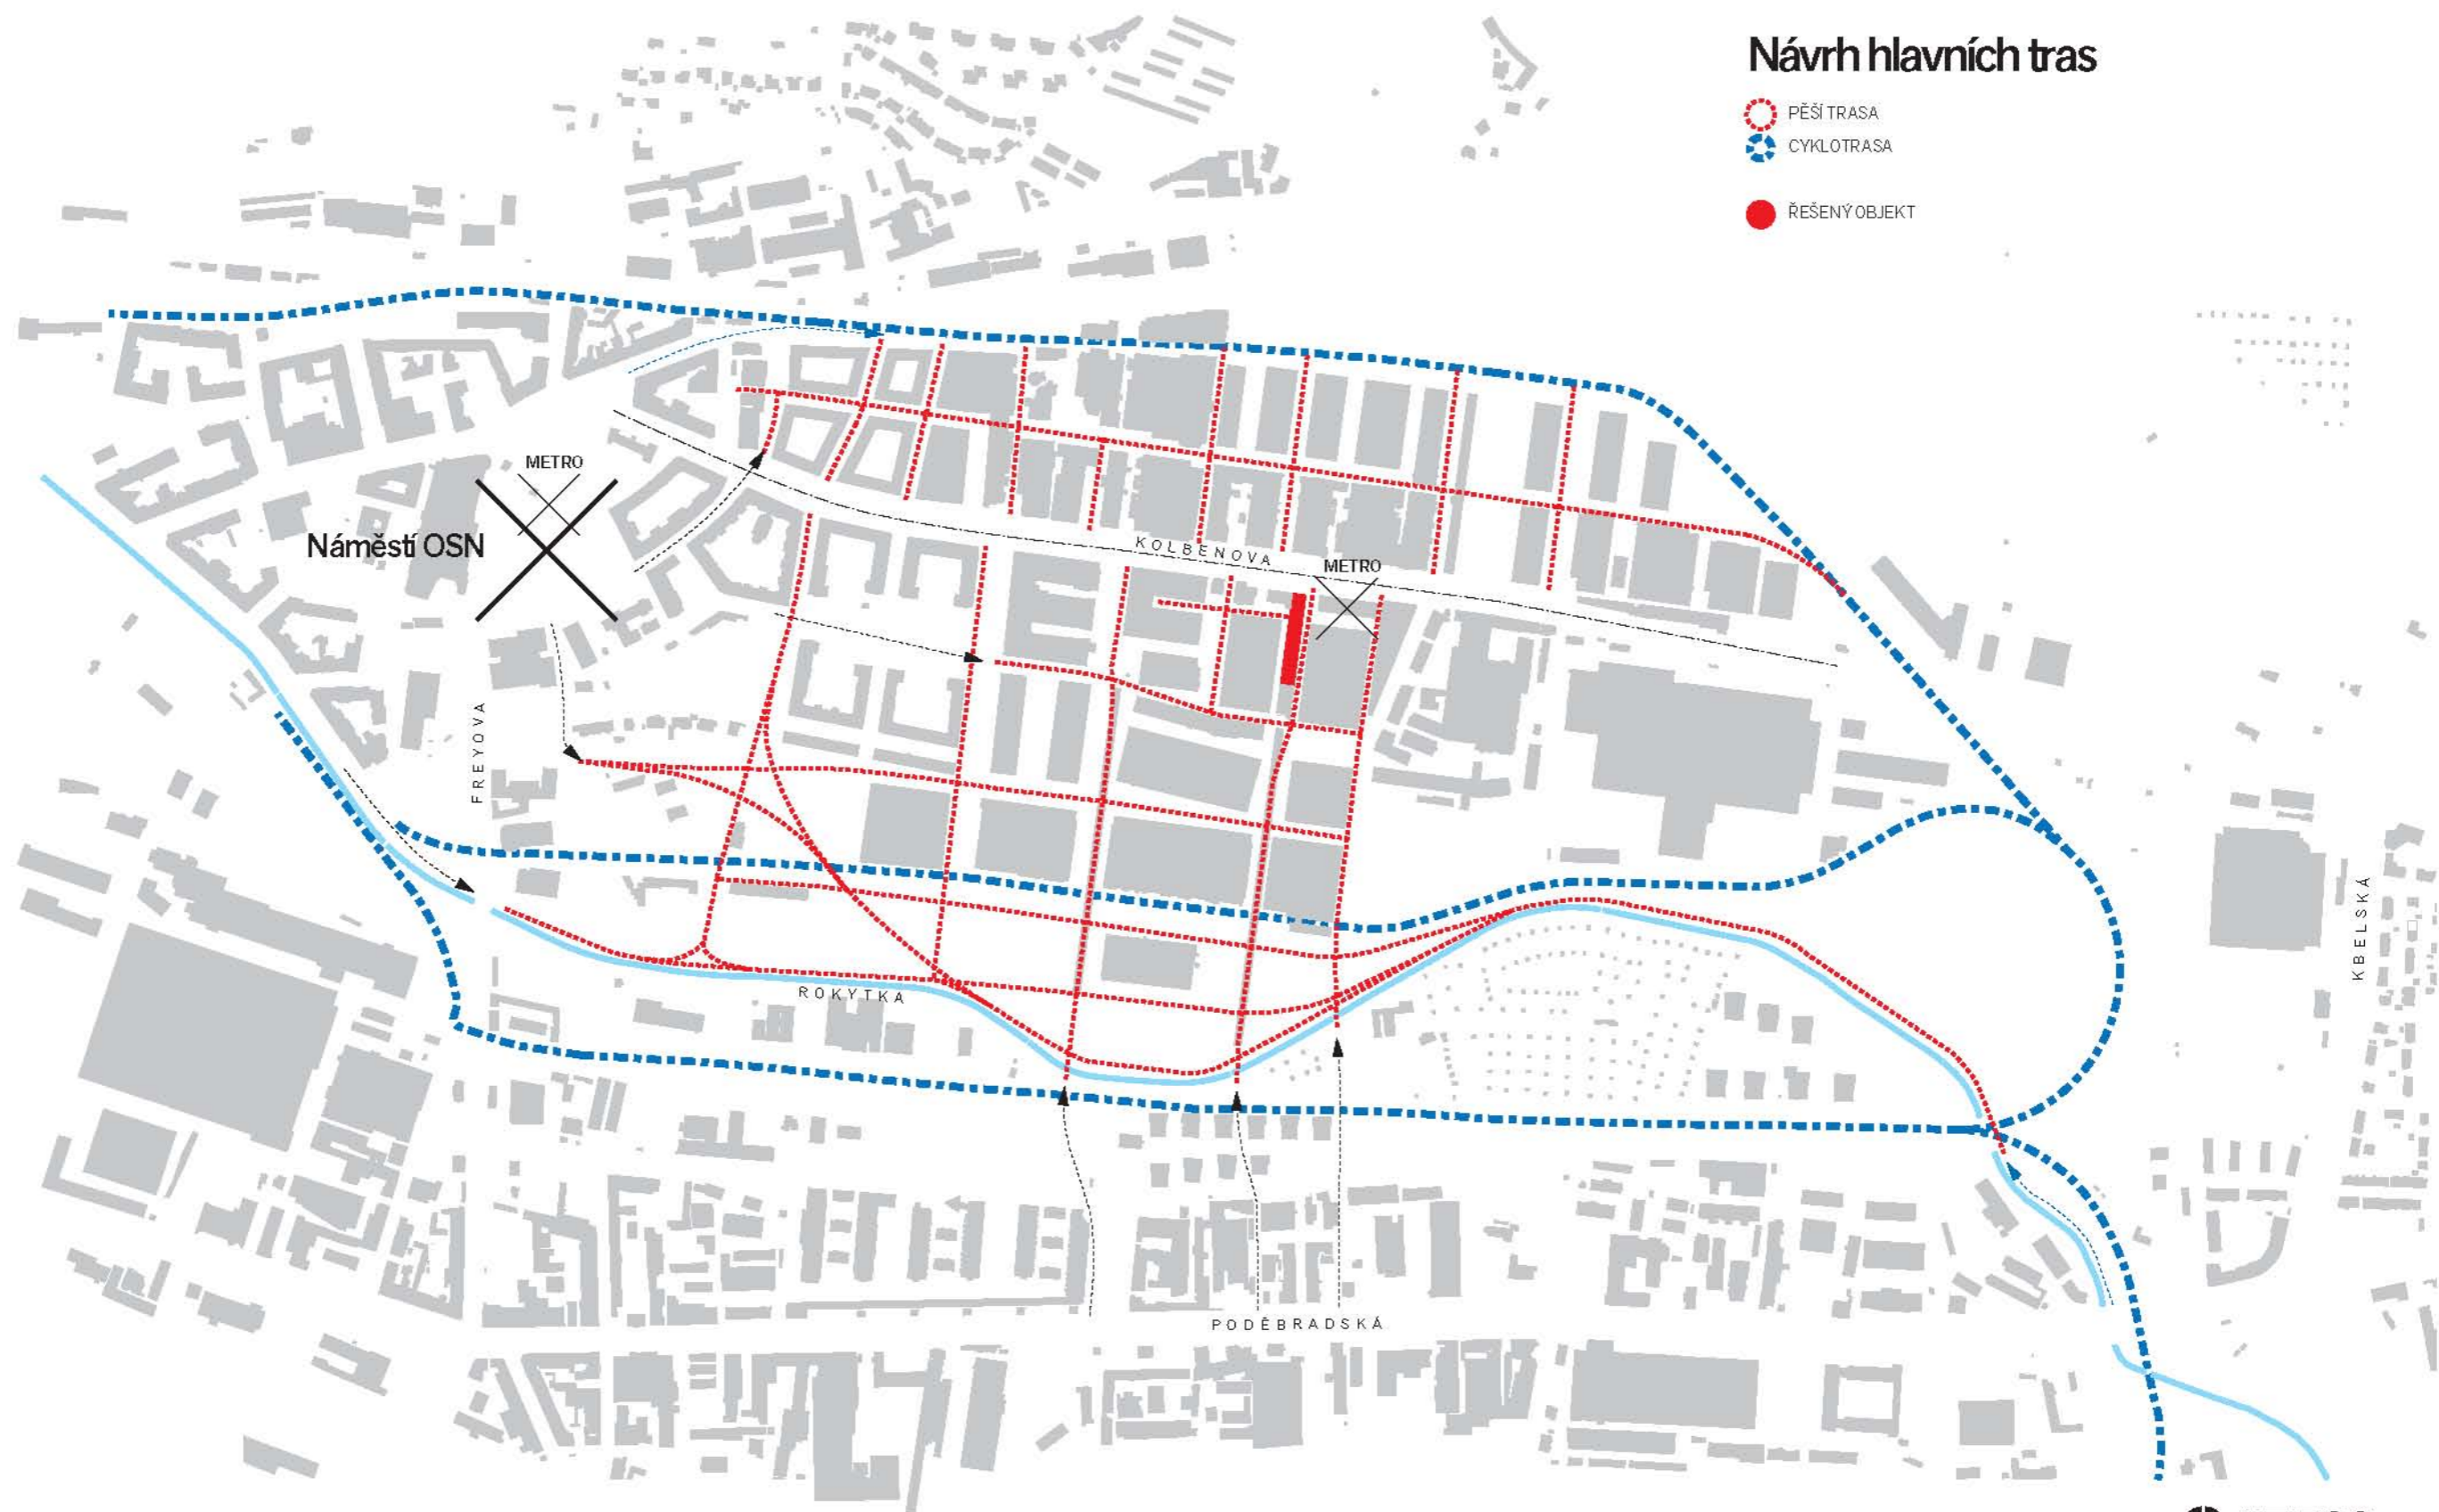 Návrh hlavních tras
PĚŠÍ TRASA
CYKLOTRASA
ŘEŠENÝ OBJEKT
METRO
Náměstí OSN
KOLBENOVA
METRO
FREYOVA
KBELSKÁ
ROKYTKA
PODĚBRADSKÁ